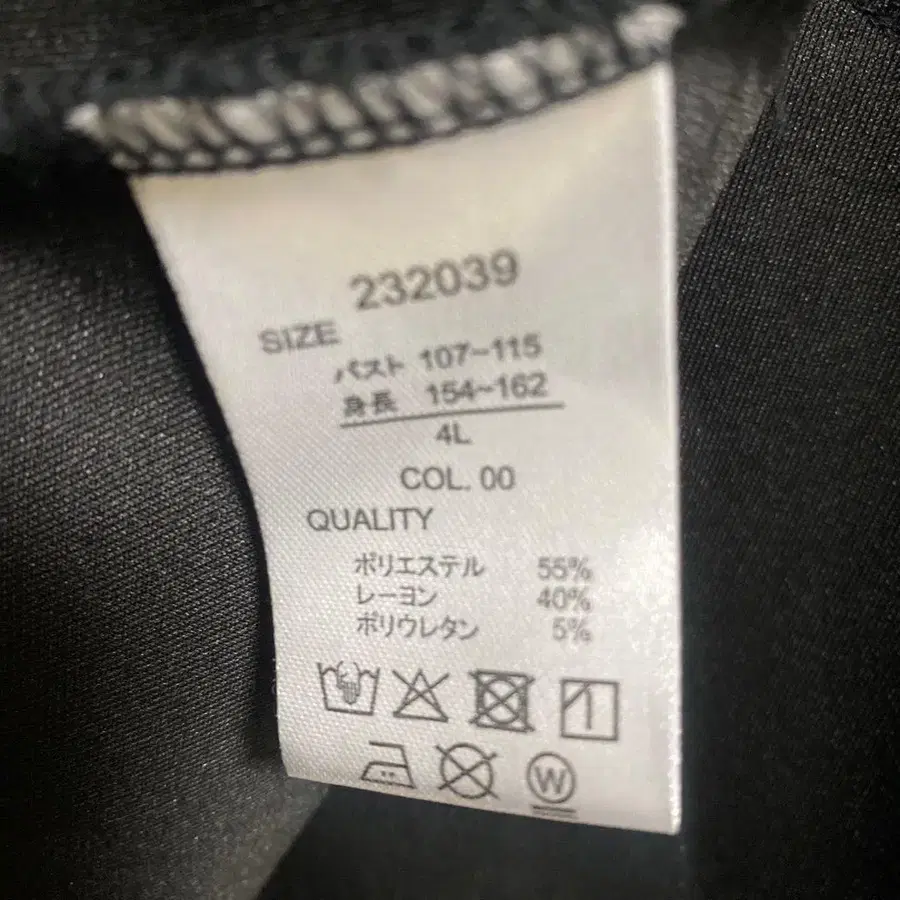 232039
SIZE
バスト 107~115
身長 154~162
4L
COL. 00
QUALITY
ポリエステル 55%
レーヨン 40%
ポリウレタン 5%
W